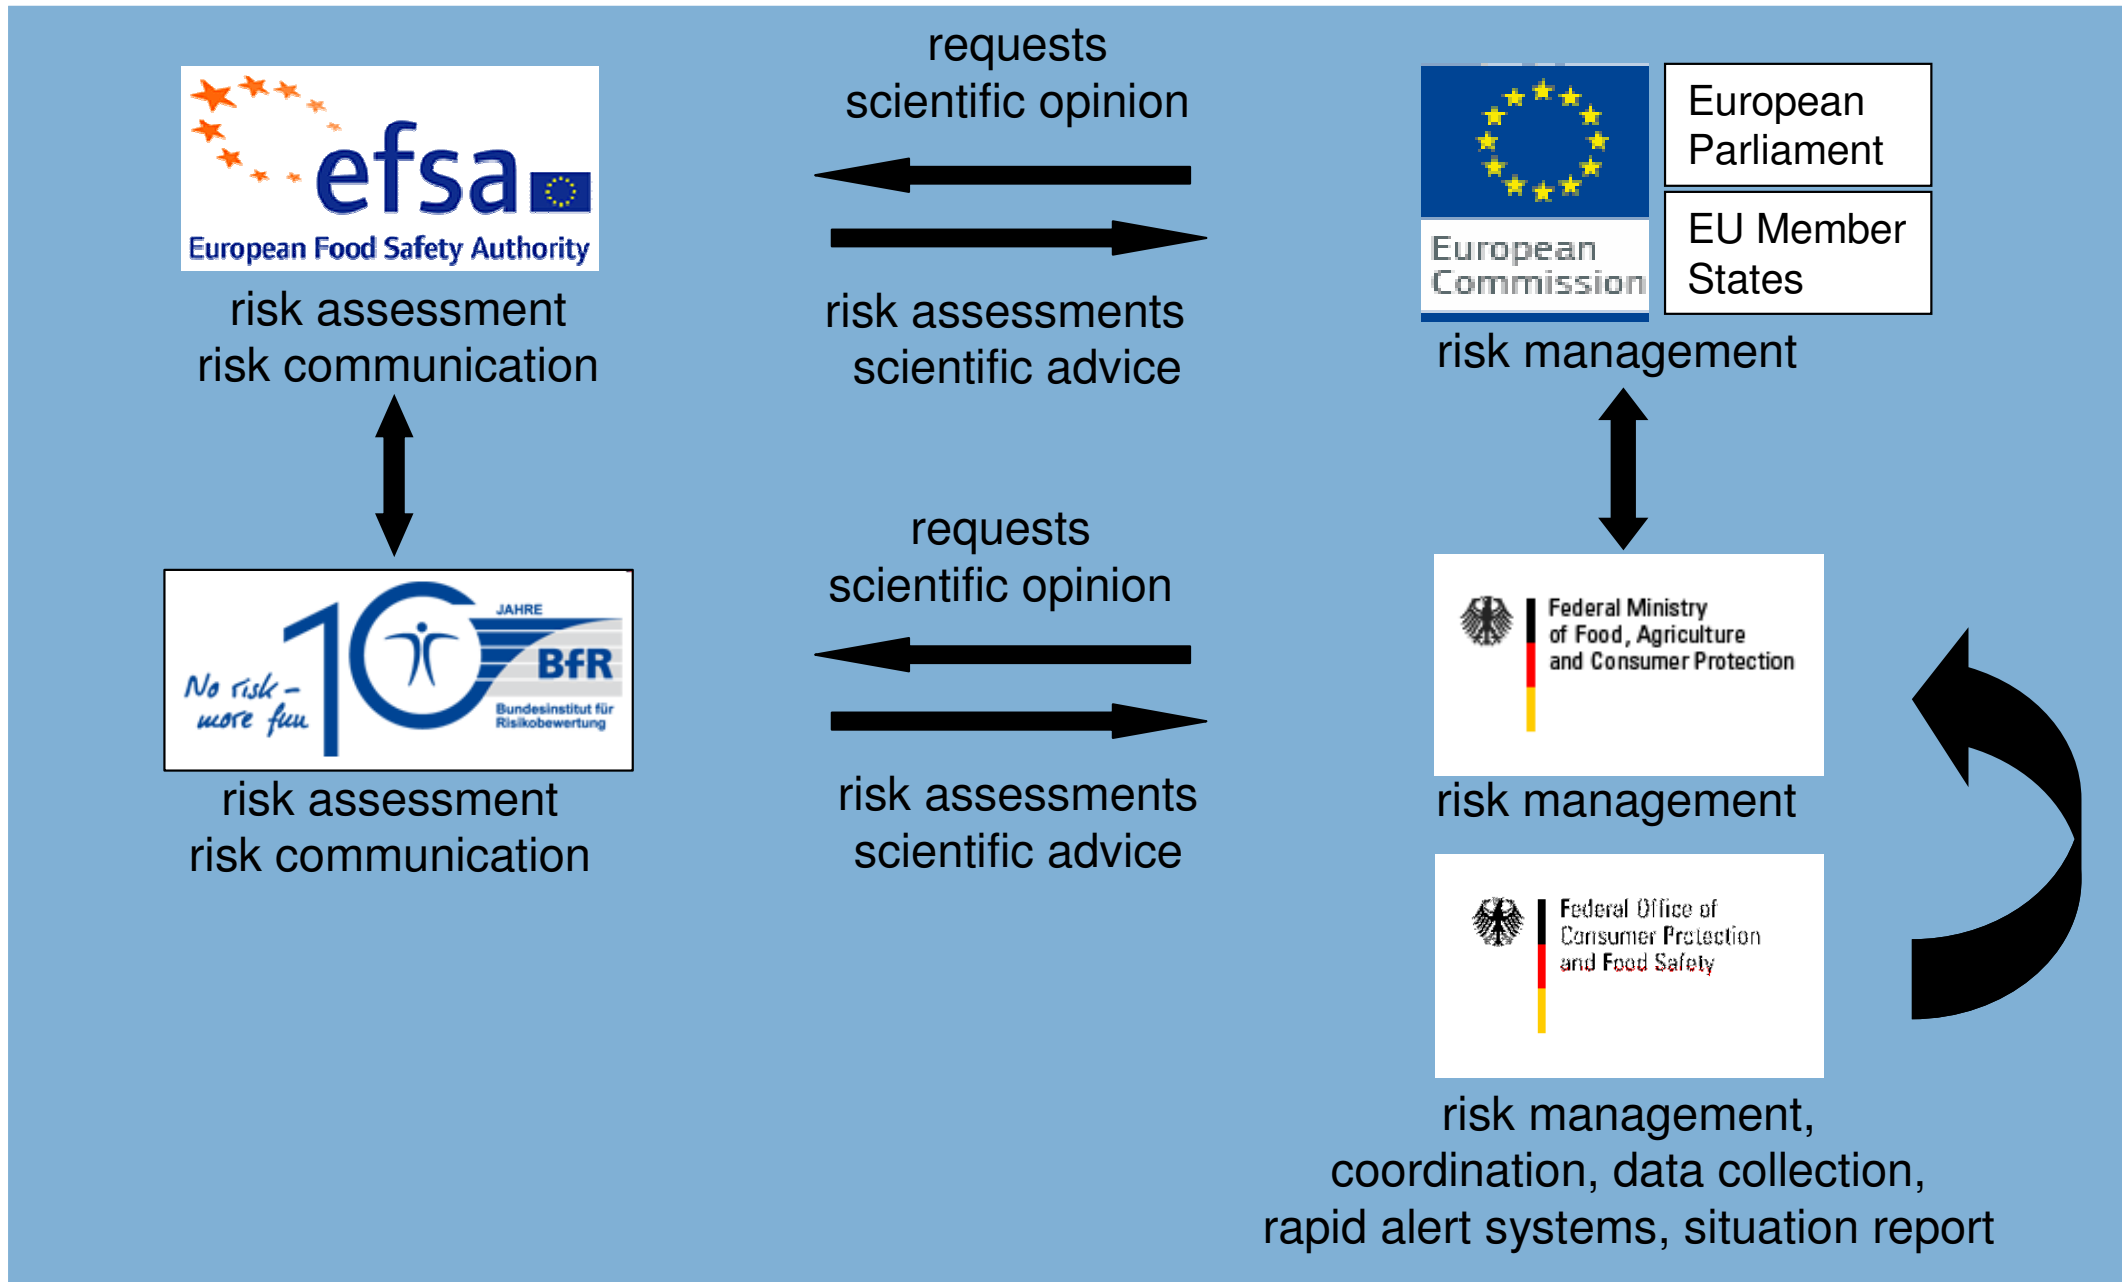 requests
scientific opinion
efsa
European Food Safety Authority
risk assessment
risk communication
risk assessments
scientific advice
European
Commission
European
Parliament
EU Member
States
risk management
requests
scientific opinion
No risk –
more fun
10
JAHRE
BfR
Bundesinstitut für
Risikobewertung
risk assessment
risk communication
risk assessments
scientific advice
Federal Ministry
of Food, Agriculture
and Consumer Protection
risk management
Federal Office of
Consumer Protection
and Food Safety
risk management,
coordination, data collection,
rapid alert systems, situation report